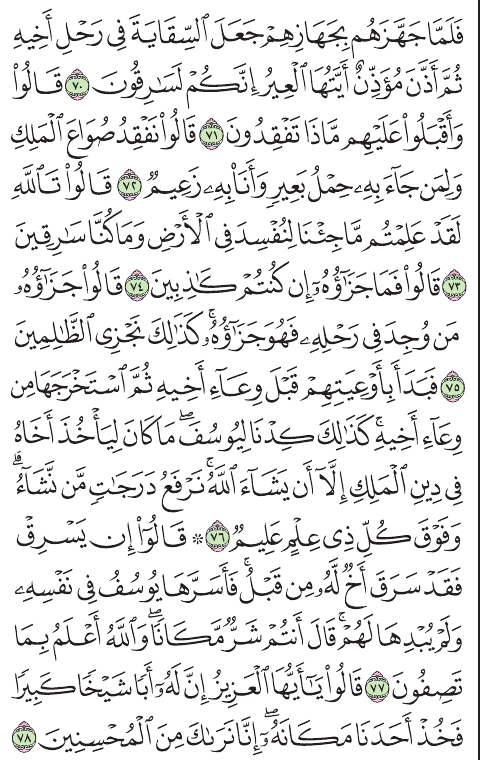 فَلَمَّا جَهَّزَهُم بِجَهَازِهِمْ جَعَلَ ٱلسِّقَايَةَ فِى رَحْلِ أَخِيهِ
ثُمَّ أَذَّنَ مُؤَذِّنٌ أَيَّتُهَا ٱلْعِيرُ إِنَّكُمْ لَسَـٰرِقُونَ ٧٠ قَالُوا۟
وَأَقْبَلُوا۟ عَلَيْهِم مَّاذَا تَفْقِدُونَ ٧١ قَالُوا۟ نَفْقِدُ صُوَاعَ ٱلْمَلِكِ
وَلِمَن جَآءَ بِهِۦ حِمْلُ بَعِيرٍ وَأَنَا۠ بِهِۦ زَعِيمٌ ٧٢ قَالُوا۟ تَٱللَّهِ
لَقَدْ عَلِمْتُم مَّا جِئْنَا لِنُفْسِدَ فِى ٱلْأَرْضِ وَمَا كُنَّا سَـٰرِقِينَ
٧٣ قَالُوا۟ فَمَا جَزَٰٓؤُهُۥٓ إِن كُنتُمْ كَـٰذِبِينَ ٧٤ قَالُوا۟ جَزَٰٓؤُهُۥ
مَن وُجِدَ فِى رَحْلِهِۦ فَهُوَ جَزَٰٓؤُهُۥ ۚ كَذَٰلِكَ نَجْزِى ٱلظَّـٰلِمِينَ
٧٥ فَبَدَأَ بِأَوْعِيَتِهِمْ قَبْلَ وِعَآءِ أَخِيهِ ثُمَّ ٱسْتَخْرَجَهَا مِن
وِعَآءِ أَخِيهِ ۚ كَذَٰلِكَ كِدْنَا لِيُوسُفَ ۖ مَا كَانَ لِيَأْخُذَ أَخَاهُ
فِى دِينِ ٱلْمَلِكِ إِلَّآ أَن يَشَآءَ ٱللَّهُ ۚ نَرْفَعُ دَرَجَـٰتٍ مَّن نَّشَآءُ ۗ
وَفَوْقَ كُلِّ ذِى عِلْمٍ عَلِيمٌ ٧٦ ۞ قَالُوٓا۟ إِن يَسْرِقْ
فَقَدْ سَرَقَ أَخٌ لَّهُۥ مِن قَبْلُ ۚ فَأَسَرَّهَا يُوسُفُ فِى نَفْسِهِۦ
وَلَمْ يُبْدِهَا لَهُمْ ۚ قَالَ أَنتُمْ شَرٌّ مَّكَانًا ۖ وَٱللَّهُ أَعْلَمُ بِمَا
تَصِفُونَ ٧٧ قَالُوا۟ يَـٰٓأَيُّهَا ٱلْعَزِيزُ إِنَّ لَهُۥٓ أَبًا شَيْخًا كَبِيرًا
فَخُذْ أَحَدَنَا مَكَانَهُۥٓ ۖ إِنَّا نَرَىٰكَ مِنَ ٱلْمُحْسِنِينَ ٧٨